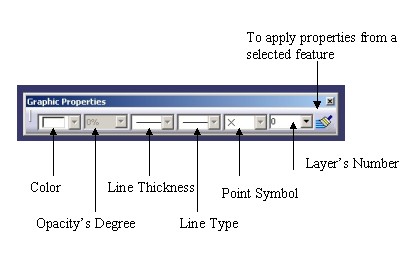 To apply properties from a
selected feature
Graphic Properties
0%
0
Layer's Number
Color
Line Thickness
Point Symbol
Opacity's Degree
Line Type